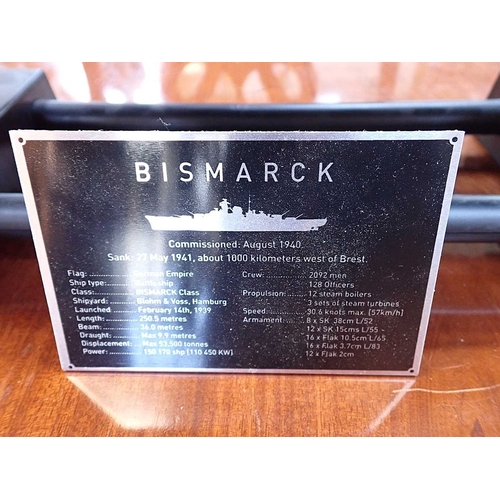 BISMARCK
Commissioned: August 1940
Sank: 27 May 1941, about 1000 kilometers west of Brest.
Flag: German Empire
Ship type: Battleship
Class: BISMARCK Class
Shipyard: Blohm & Voss, Hamburg
Launched February 14th, 1939
Length: 250.5 metres
Beam: 36.0 metres
Draught: Max 9.9 metres
Displacement: Max 53,500 tonnes
Power: 150 170 shp [110 450 KW]
Crew: 2092 men
128 Officers
Propulsion: 12 steam boilers
3 sets of steam turbines
Speed 30.6 knots max. [57km/h]
Armament: 8 x SK 38cm L/52
12 x SK 15cms L/55
16 x Flak 10.5cm L/65
16 x Flak 3.7cm L/83
12 x Flak 2cm